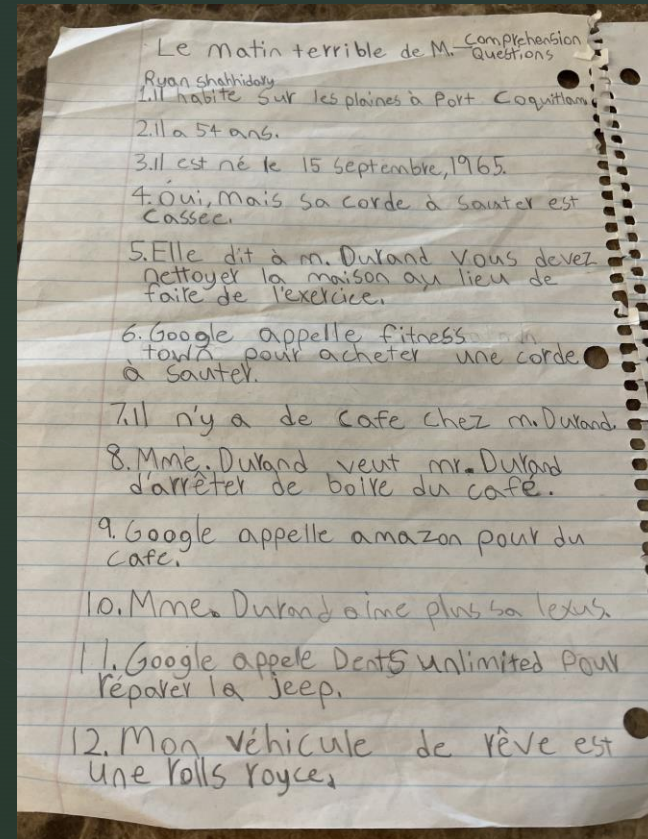 Le matin terrible de M. - Comprehension
Questions
Ryan Shahhidary
1.Il habite sur les plaines à Port Coquitlam
2.Il a 54 ans.
3.Il est né le 15 septembre, 1965.
4. Oui, mais sa corde à sauter est
cassee.
5. Elle dit à m. Durand vous devez
nettoyer la maison au lieu de
faire de l'exercice.
6. Google appelle fitness
town pour acheter une corde
à sauter.
7.Il n'y a de cafe chez m. Durand.
8. Mme. Durand veut mr. Durand
d'arrêter de boire du café.
9. Google appelle amazon pour du
cafe.
10. Mme. Durand aime plus sa lexus.
11. Google appele Dents unlimited pour
réparer la jeep.
12. Mon véhicule de rêve est
une rolls royce.